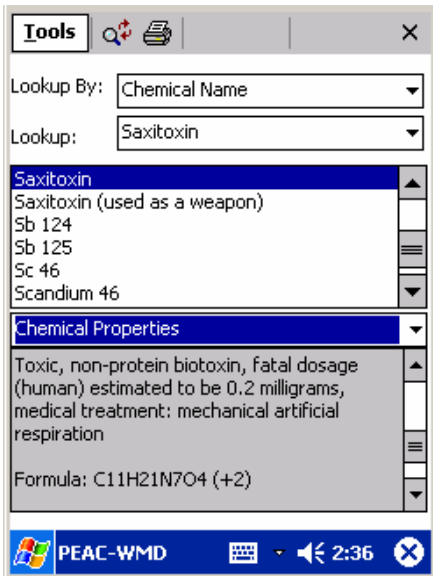 Tools
Lookup By: Chemical Name
Lookup: Saxitoxin
Saxitoxin
Saxitoxin (used as a weapon)
Sb 124
Sb 125
Sc 46
Scandium 46
Chemical Properties
Toxic, non-protein biotoxin, fatal dosage
(human) estimated to be 0.2 milligrams,
medical treatment: mechanical artificial
respiration
Formula: C11H21N7O4 (+2)
PEAC-WMD 2:36